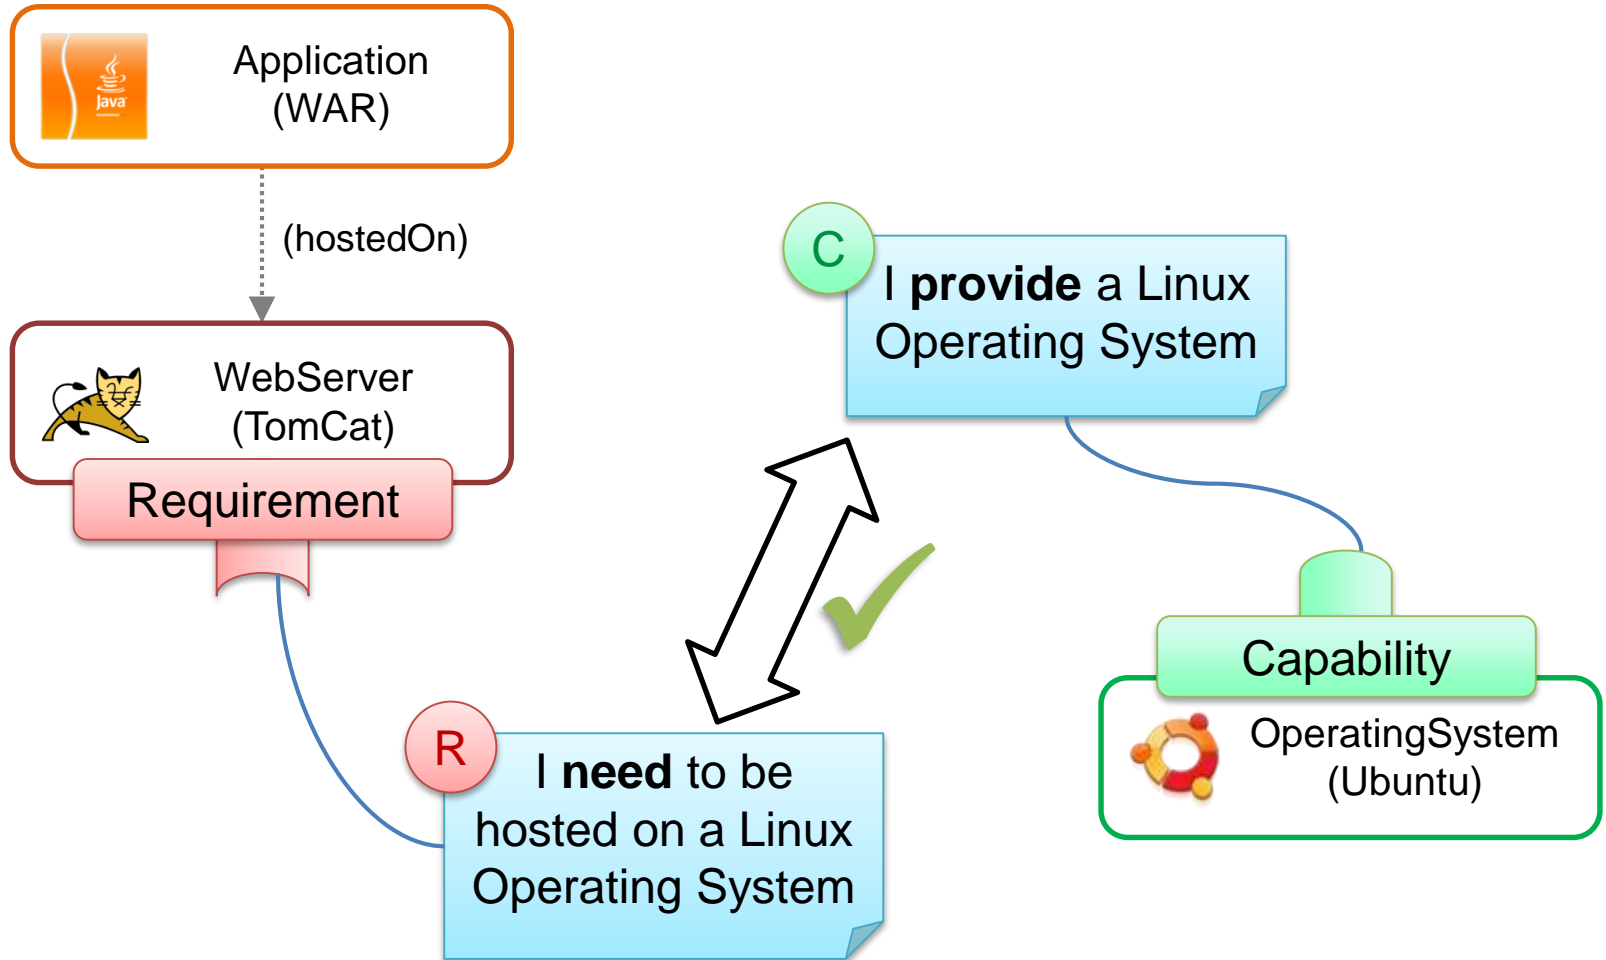 Java
Application
(WAR)
(hostedOn)
WebServer
(TomCat)
Requirement
C
I provide a Linux
Operating System
R
I need to be
hosted on a Linux
Operating System
Capability
OperatingSystem
(Ubuntu)